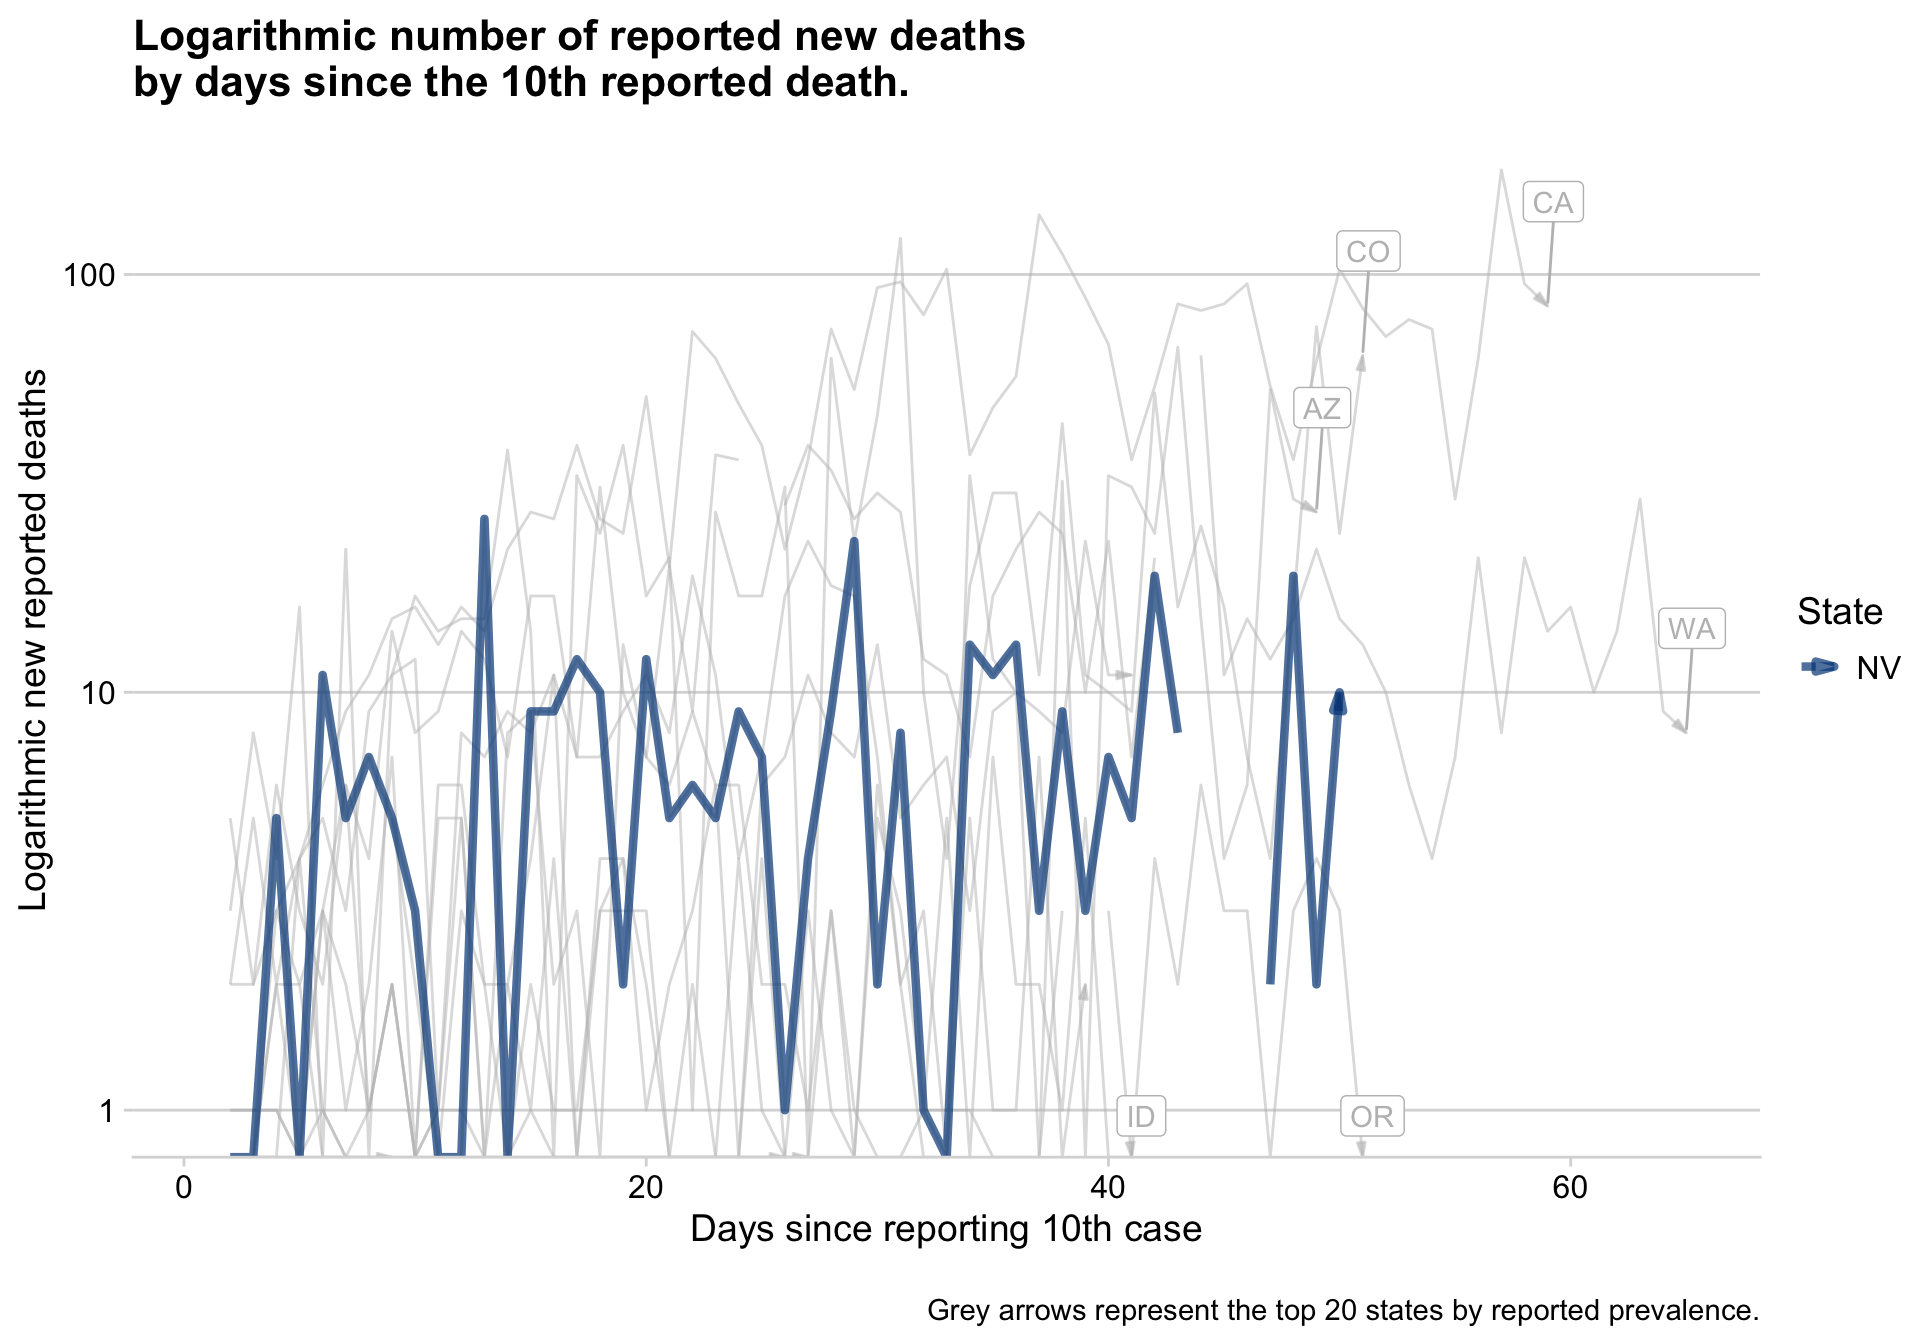 Logarithmic number of reported new deaths
by days since the 10th reported death.
Logarithmic new reported deaths
100
10
1
CA
CO
AZ
WA
ID
OR
State
NV
0
20
40
60
Days since reporting 10th case
Grey arrows represent the top 20 states by reported prevalence.